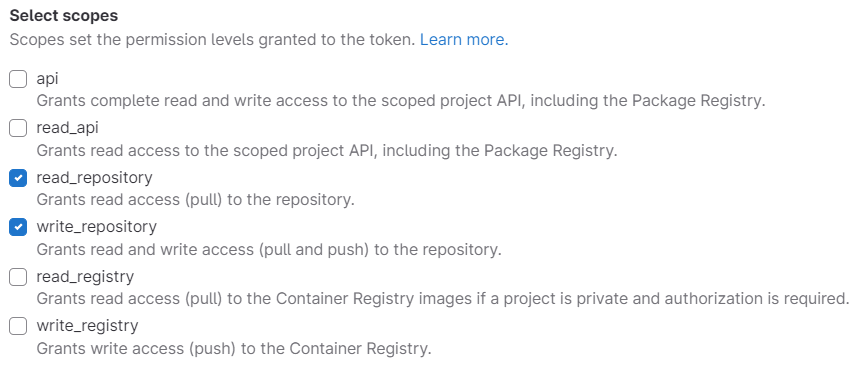 Select scopes
Scopes set the permission levels granted to the token. Learn more.
api
Grants complete read and write access to the scoped project API, including the Package Registry.
read_api
Grants read access to the scoped project API, including the Package Registry.
read_repository
Grants read access (pull) to the repository.
write_repository
Grants read and write access (pull and push) to the repository.
read_registry
Grants read access (pull) to the Container Registry images if a project is private and authorization is required.
write_registry
Grants write access (push) to the Container Registry.